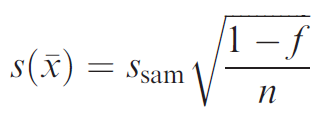 s(x̄) = s_sam √((1 − f)/n)